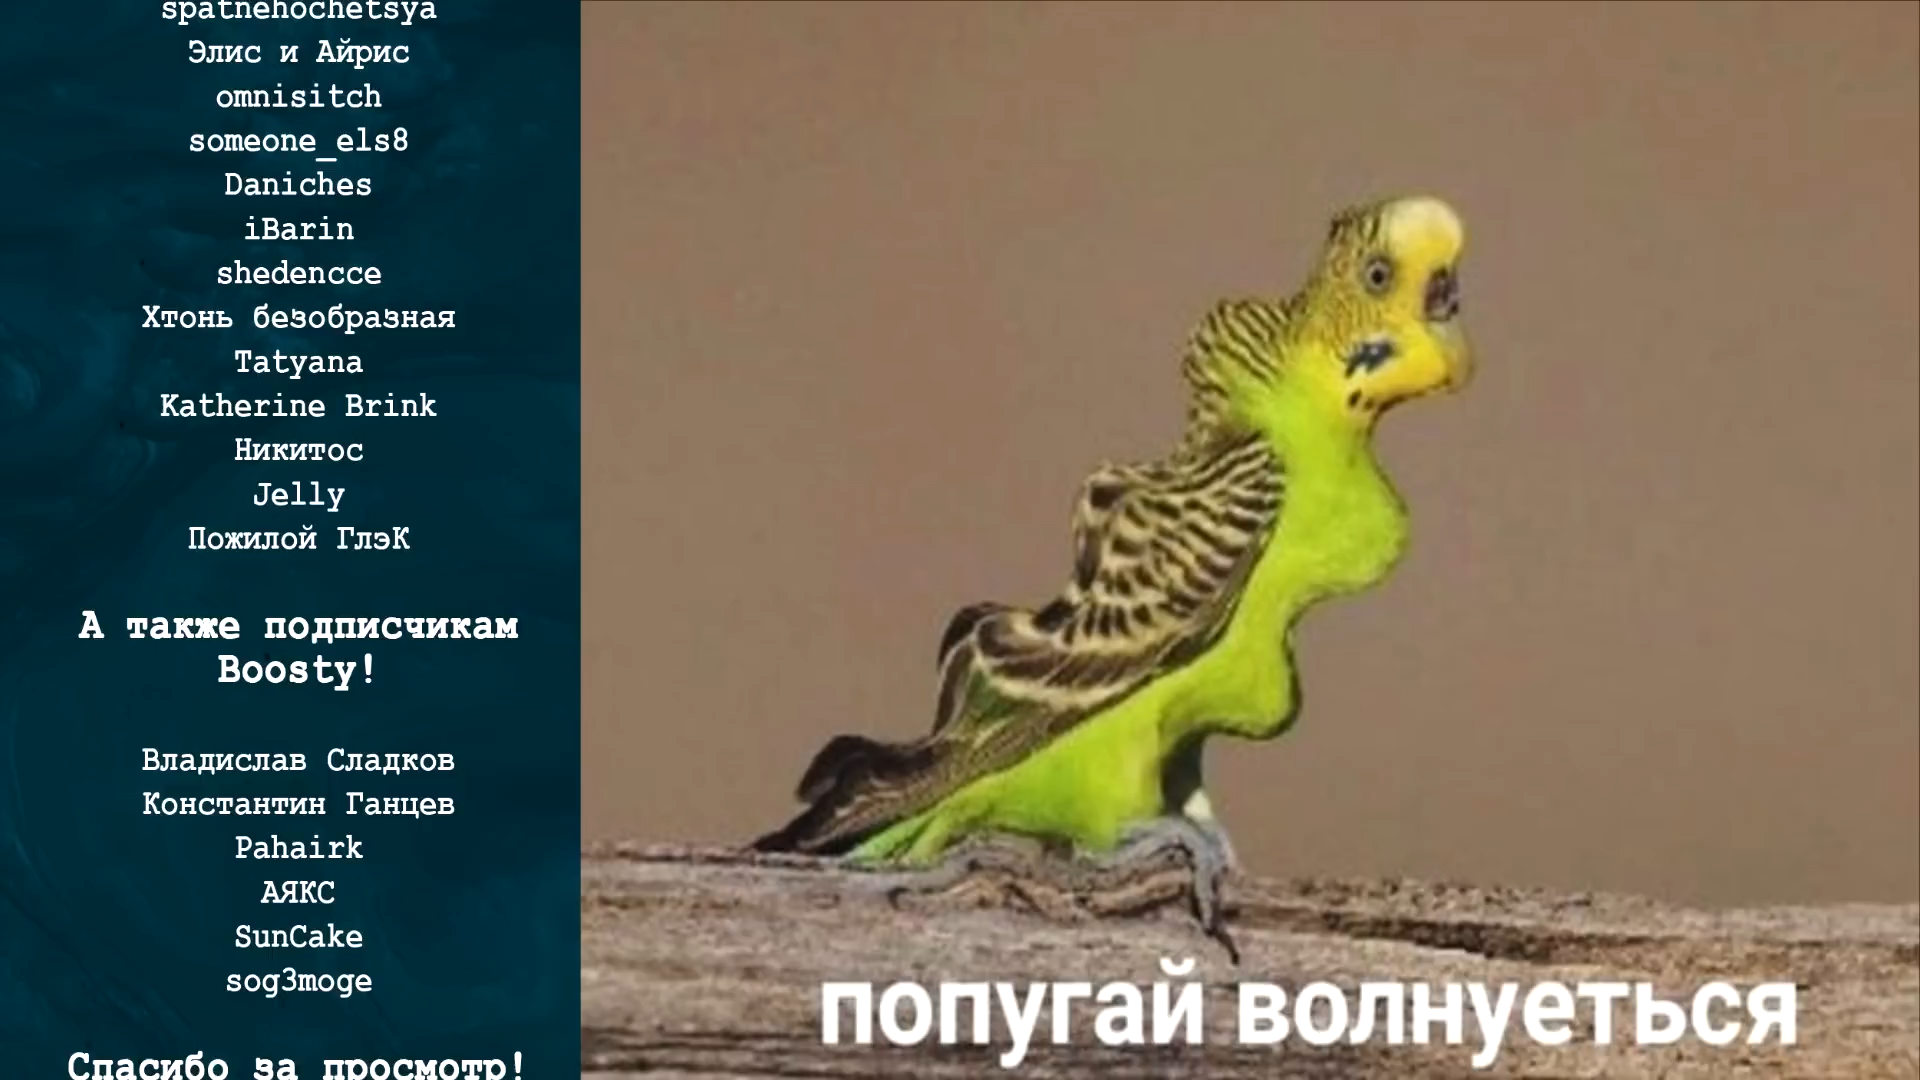 spatnehochetsya
Элис и Айрис
omnisitch
someone_els8
Daniches
iBarin
shedencce
Хтонь безобразная
Tatyana
Katherine Brink
Никитос
Jelly
Пожилой ГлэК
А также подписчикам
Boosty!
Владислав Сладков
Константин Ганцев
Pahairk
АЯКС
SunCake
sog3moge
Спасибо за просмотр!
попугай волнуеться